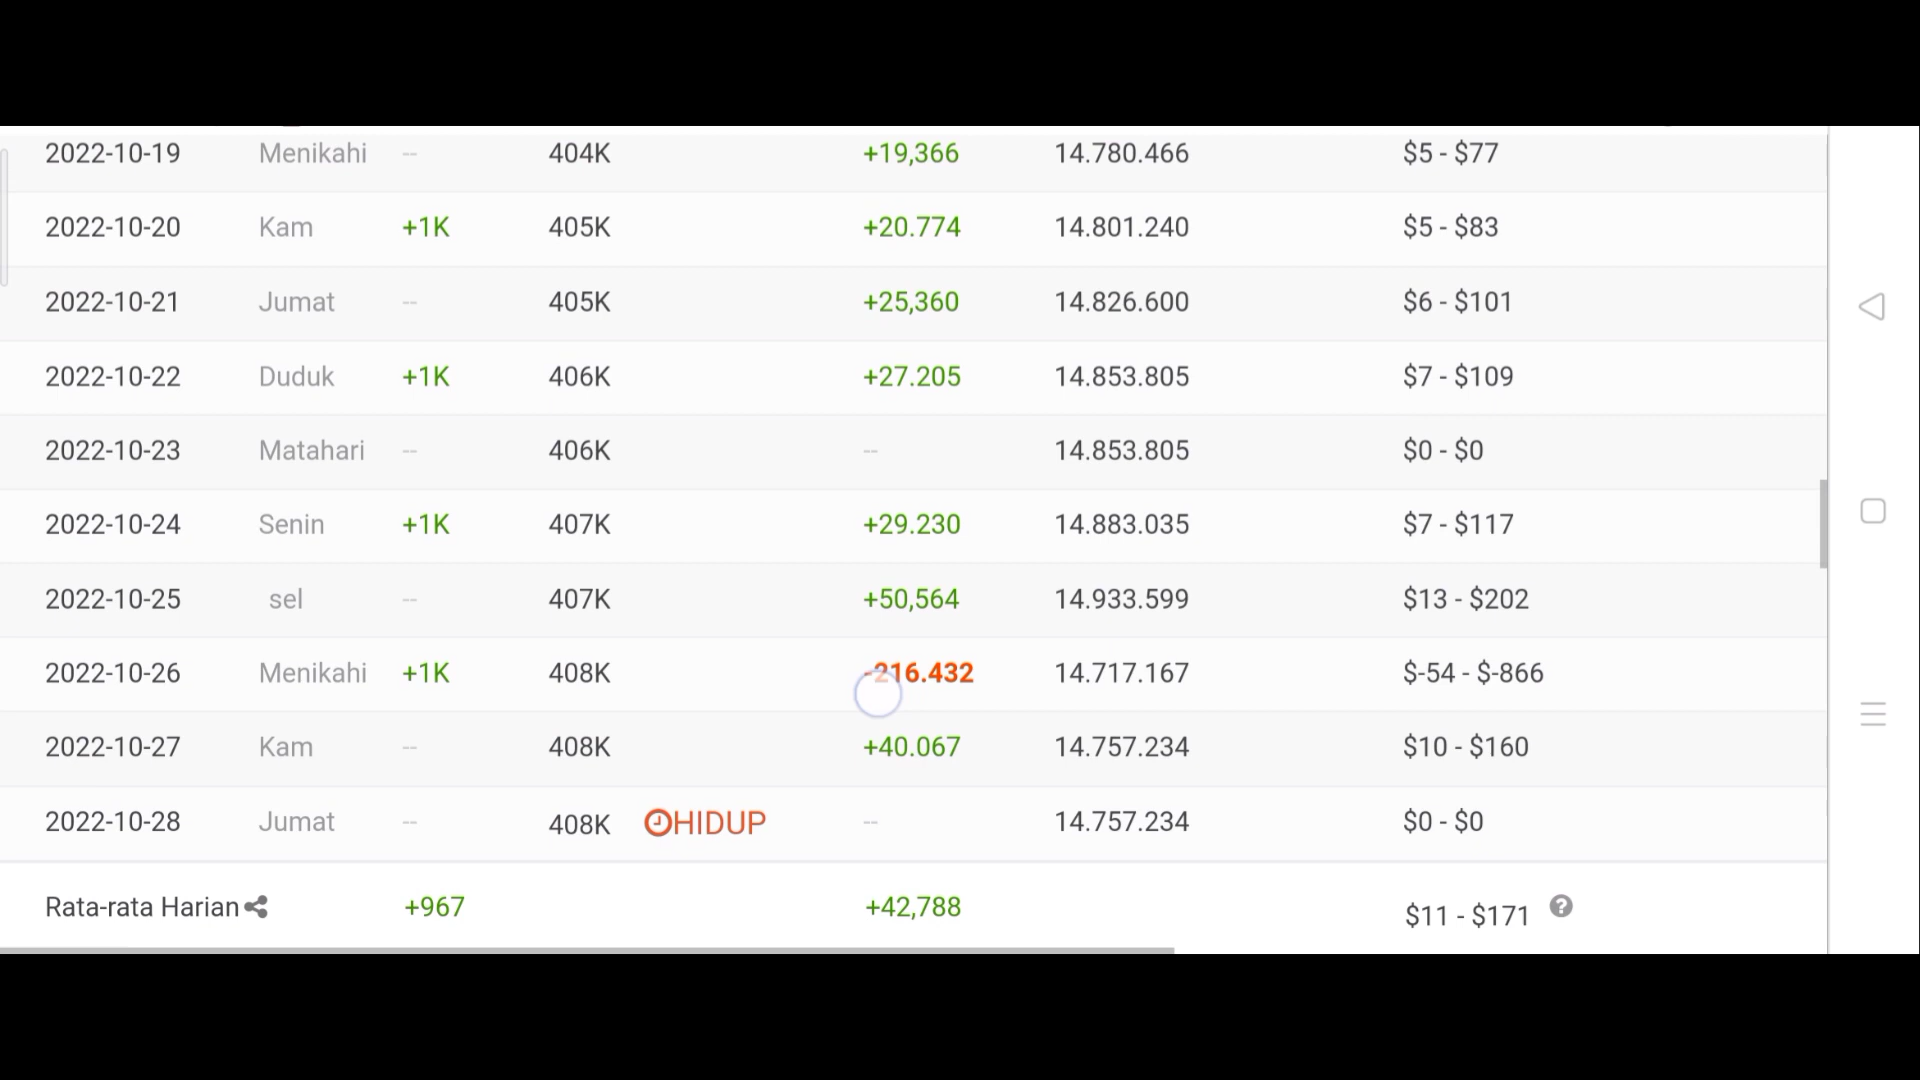 2022-10-19 Menikahi -- 404K +19,366 14.780.466 $5 - $77
2022-10-20 Kam +1K 405K +20.774 14.801.240 $5 - $83
2022-10-21 Jumat -- 405K +25,360 14.826.600 $6 - $101
2022-10-22 Duduk +1K 406K +27.205 14.853.805 $7 - $109
2022-10-23 Matahari -- 406K -- 14.853.805 $0 - $0
2022-10-24 Senin +1K 407K +29.230 14.883.035 $7 - $117
2022-10-25 sel -- 407K +50,564 14.933.599 $13 - $202
2022-10-26 Menikahi +1K 408K -216.432 14.717.167 $-54 - $-866
2022-10-27 Kam -- 408K +40.067 14.757.234 $10 - $160
2022-10-28 Jumat -- 408K HIDUP -- 14.757.234 $0 - $0
Rata-rata Harian +967 +42,788 $11 - $171 ?